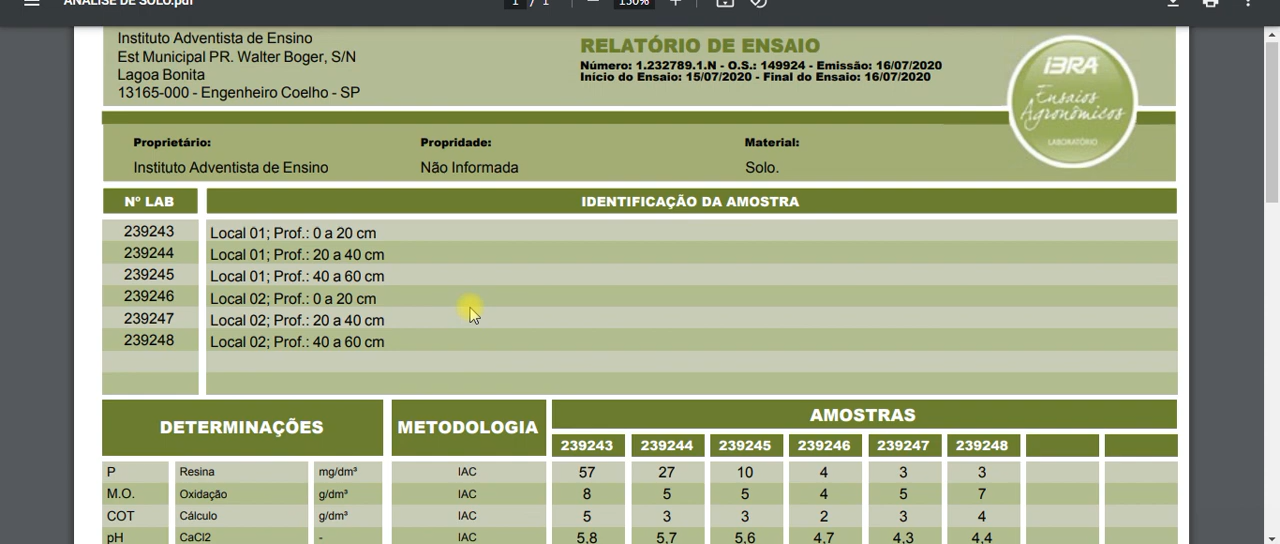 ANÁLISE DE SOLO.pdf
1 / 1
150%
Instituto Adventista de Ensino
Est Municipal PR. Walter Boger, S/N
Lagoa Bonita
13165-000 - Engenheiro Coelho - SP
RELATÓRIO DE ENSAIO
Número: 1.232789.1.N - O.S.: 149924 - Emissão: 16/07/2020
Início do Ensaio: 15/07/2020 - Final do Ensaio: 16/07/2020
iBRA
Ensaios
Agronômicos
LABORATÓRIO
Proprietário: Propridade: Material:
Instituto Adventista de Ensino Não Informada Solo.
Nº LAB IDENTIFICAÇÃO DA AMOSTRA
239243 Local 01; Prof.: 0 a 20 cm
239244 Local 01; Prof.: 20 a 40 cm
239245 Local 01; Prof.: 40 a 60 cm
239246 Local 02; Prof.: 0 a 20 cm
239247 Local 02; Prof.: 20 a 40 cm
239248 Local 02; Prof.: 40 a 60 cm
DETERMINAÇÕES METODOLOGIA AMOSTRAS
239243 239244 239245 239246 239247 239248
P Resina mg/dm³ IAC 57 27 10 4 3 3
M.O. Oxidação g/dm³ IAC 8 5 5 4 5 7
COT Cálculo g/dm³ IAC 5 3 3 2 3 4
pH CaCl2 - IAC 5,8 5,7 5,6 4,7 4,3 4,4